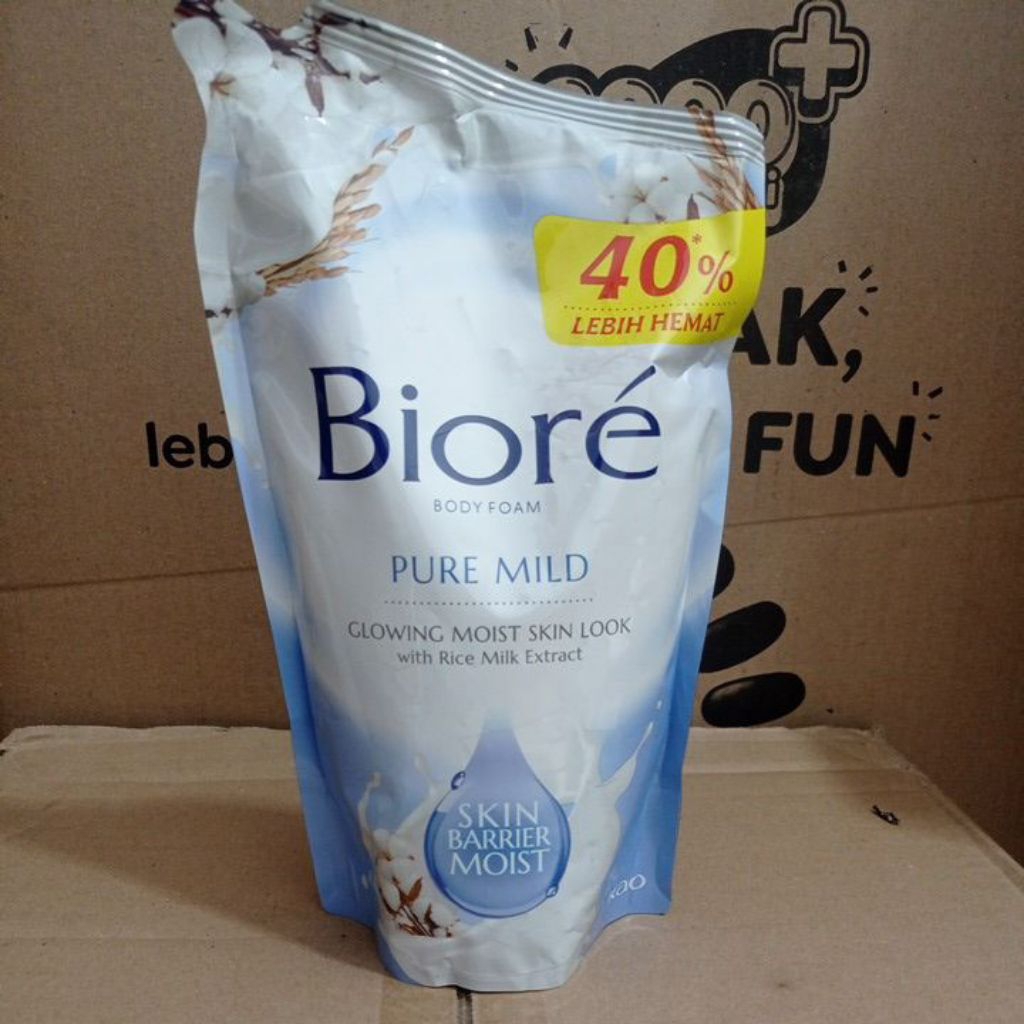 40*%
LEBIH HEMAT
AK,
leb
FUN
Bioré
BODY FOAM
PURE MILD
GLOWING MOIST SKIN LOOK
with Rice Milk Extract
SKIN
BARRIER
MOIST
Kao